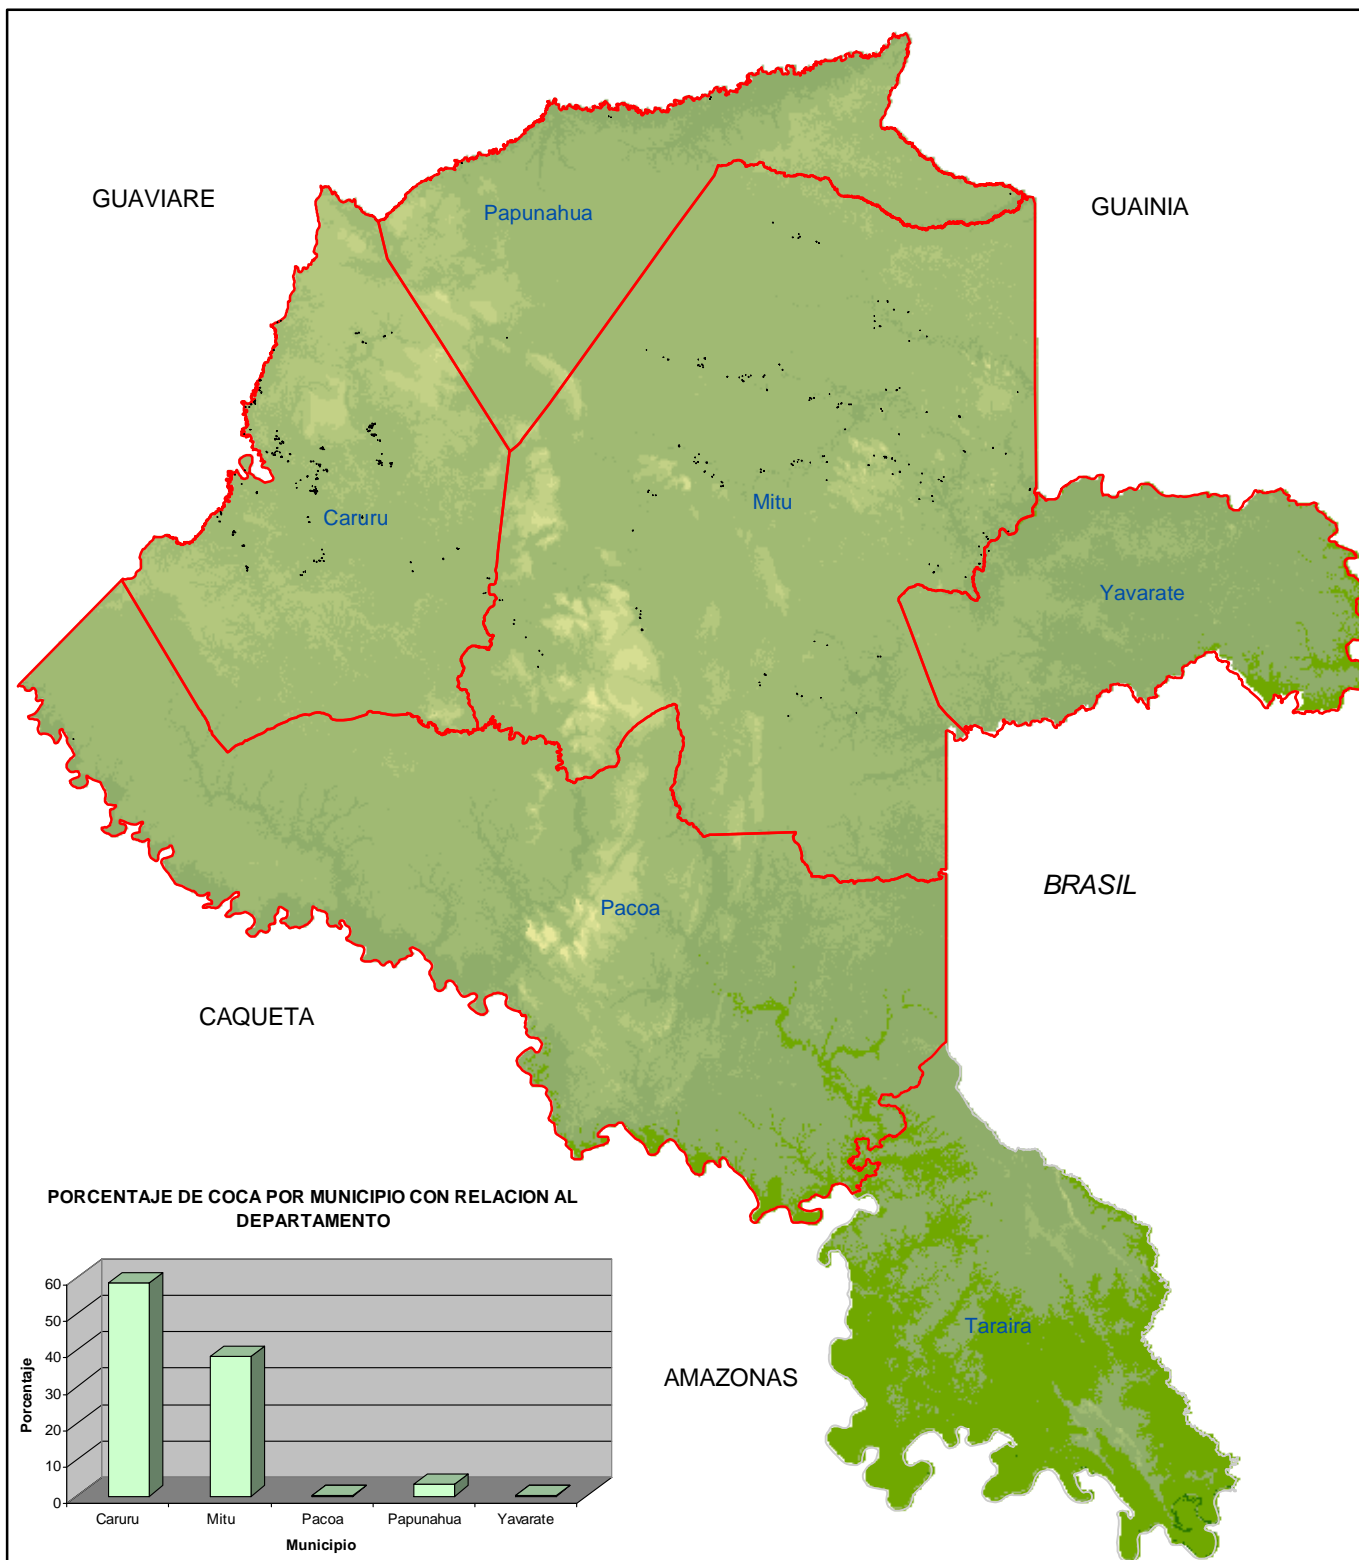 GUAVIARE
Papunahua
GUAINIA
Mitu
Caruru
Yavarate
BRASIL
Pacoa
CAQUETA
Taraira
AMAZONAS
PORCENTAJE DE COCA POR MUNICIPIO CON RELACION AL
DEPARTAMENTO
60
50
40
30
20
10
0
Porcentaje
Caruru
Mitu
Pacoa
Papunahua
Yavarate
Municipio